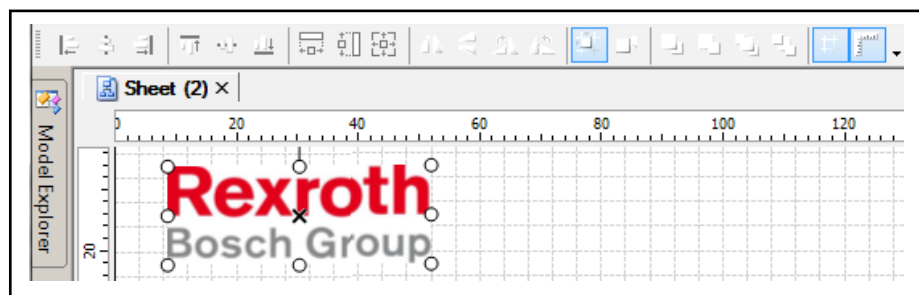 Sheet (2)
0 20 40 60 80 100 120
Model Explorer
20
Rexroth
Bosch Group